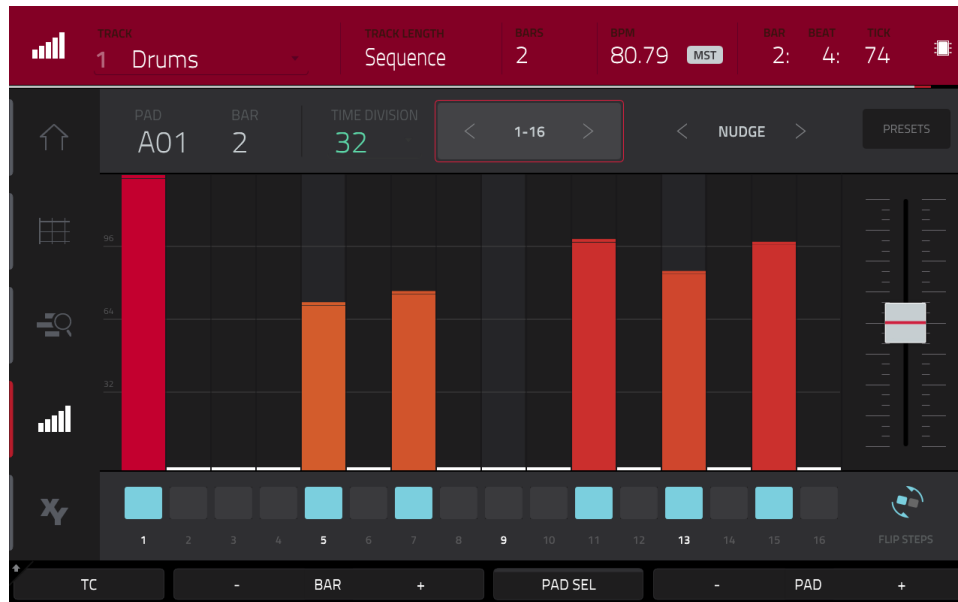 TRACK TRACK LENGTH BARS BPM BAR BEAT TICK
1 Drums Sequence 2 80.79 MST 2: 4: 74
PAD BAR TIME DIVISION
A01 2 32 < 1-16 > < NUDGE > PRESETS
96
64
32
XY
1 2 3 4 5 6 7 8 9 10 11 12 13 14 15 16 FLIP STEPS
TC - BAR + PAD SEL - PAD +